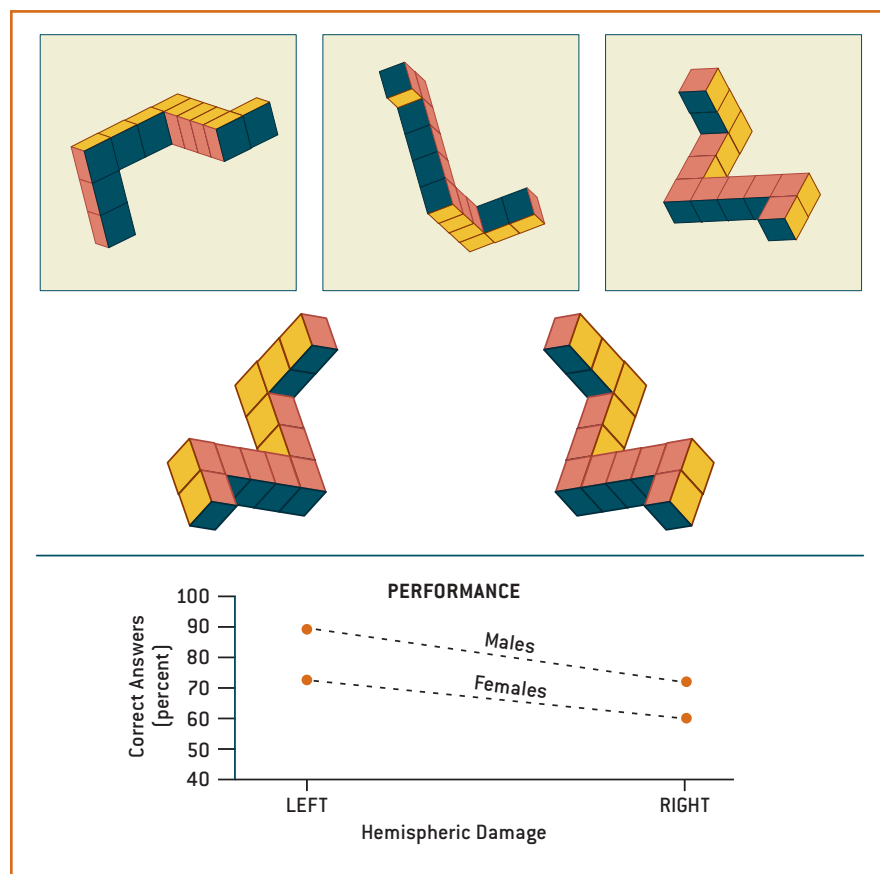 PERFORMANCE
Correct Answers
(percent)
100
90
80
70
60
50
40
Males
Females
LEFT
RIGHT
Hemispheric Damage